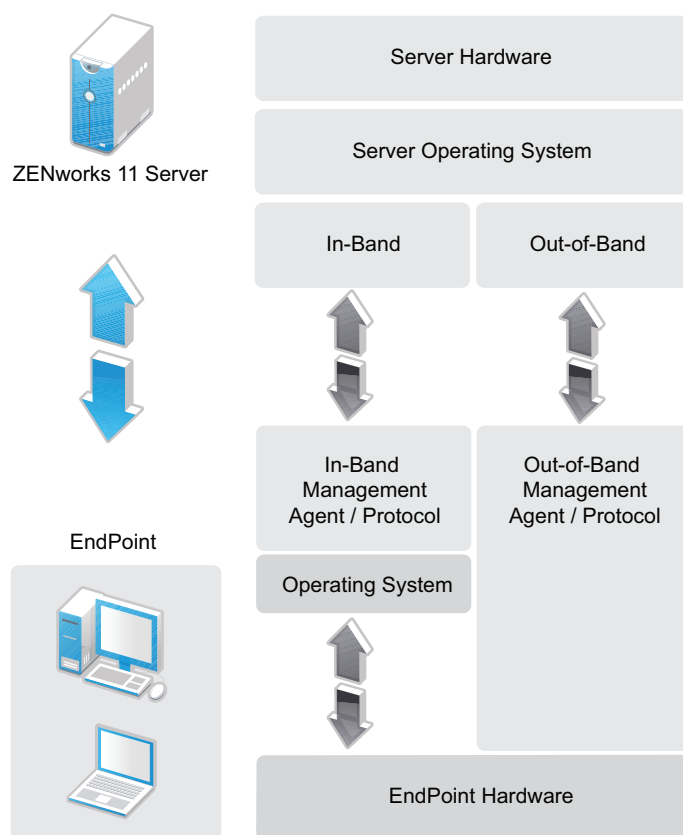 Server Hardware
Server Operating System
ZENworks 11 Server
In-Band
Out-of-Band
In-Band
Management
Agent / Protocol
Out-of-Band
Management
Agent / Protocol
EndPoint
Operating System
EndPoint Hardware